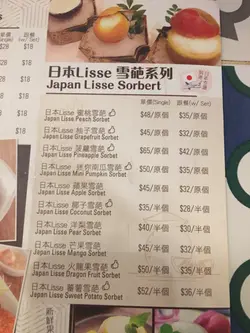 $18
$28
$18
$18
$18
日本Lisse 雪葩系列
Japan Lisse Sorbert
單價(Single)
跟餐(w/ Set)
日本Lisse 蜜桃雪葩
Japan Lisse Peach Sorbet
$48/原個
$35/原個
日本Lisse 柚子雪葩
Japan Lisse Grapefruit Sorbet
$45/原個
$30/原個
日本Lisse 菠蘿雪葩
Japan Lisse Pineapple Sorbet
$65/原個
$42/原個
日本Lisse 迷你南瓜雪葩
Japan Lisse Mini Pumpkin Sorbet
$50/原個
$35/原個
日本Lisse 蘋果雪葩
Japan Lisse Apple Sorbet
$45/原個
$32/原個
日本Lisse 椰子雪葩
Japan Lisse Coconut Sorbet
$35/半個
$28/半個
日本Lisse 洋梨雪葩
Japan Lisse Pear Sorbet
$40/半個
$30/半個
日本Lisse 芒果雪葩
Japan Lisse Mango Sorbet
$45/半個
$32/半個
日本Lisse 火龍果雪葩
Japan Lisse Dragon Fruit Sorbet
$50/半個
$35/半個
日本Lisse 蕃薯雪葩
Japan Lisse Sweet Potato Sorbet
$52/半個
$36/半個